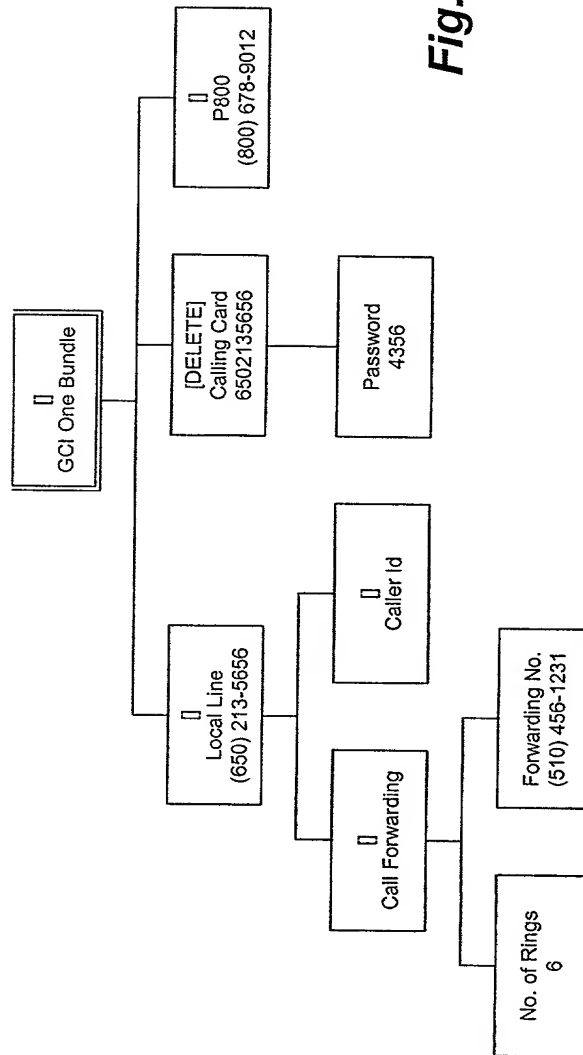 []
GCI One Bundle
[]
Local Line
(650) 213-5656
[DELETE]
Calling Card
6502135656
[]
P800
(800) 678-9012
[]
Call Forwarding
[]
Caller Id
Password
4356
No. of Rings
6
Forwarding No.
(510) 456-1231
Fig.